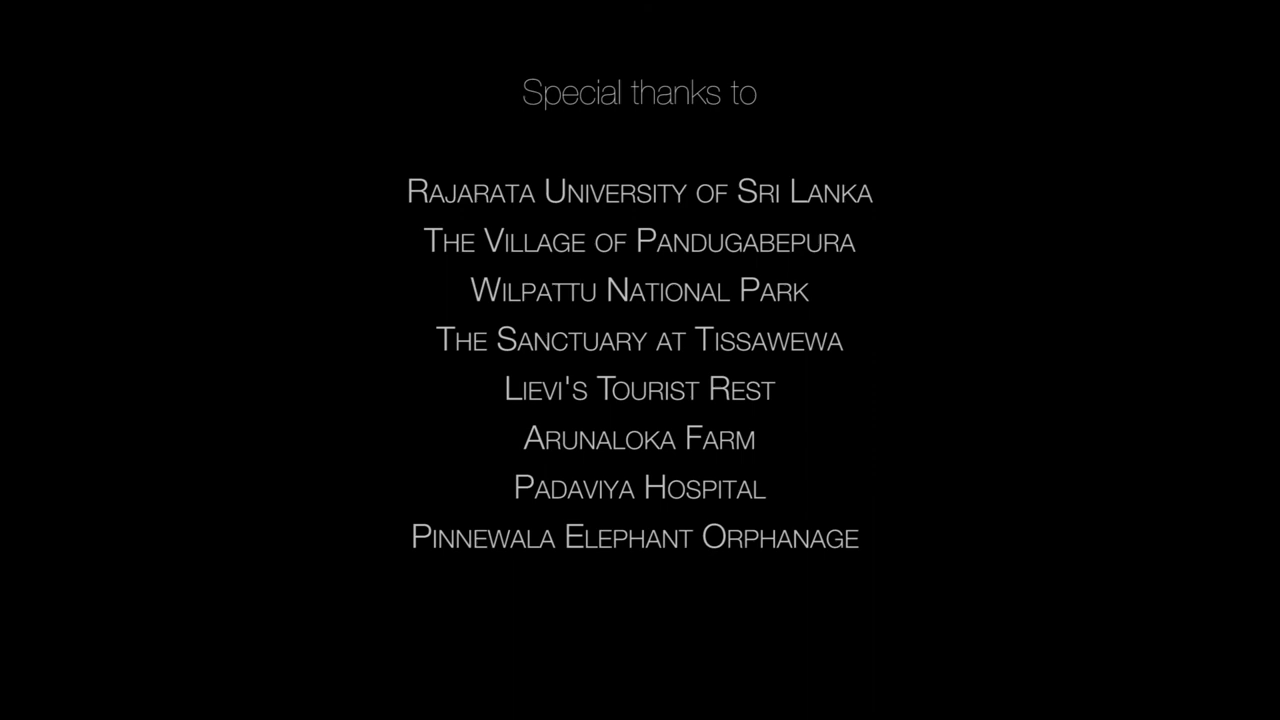 Special thanks to
Rajarata University of Sri Lanka
The Village of Pandugabepura
Wilpattu National Park
The Sanctuary at Tissawewa
Lievi's Tourist Rest
Arunaloka Farm
Padaviya Hospital
Pinnewala Elephant Orphanage